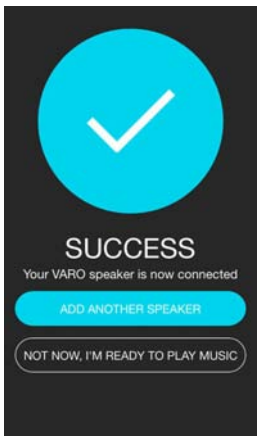 SUCCESS
Your VARO speaker is now connected
ADD ANOTHER SPEAKER
NOT NOW, I'M READY TO PLAY MUSIC